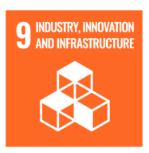 9 INDUSTRY, INNOVATION
AND INFRASTRUCTURE